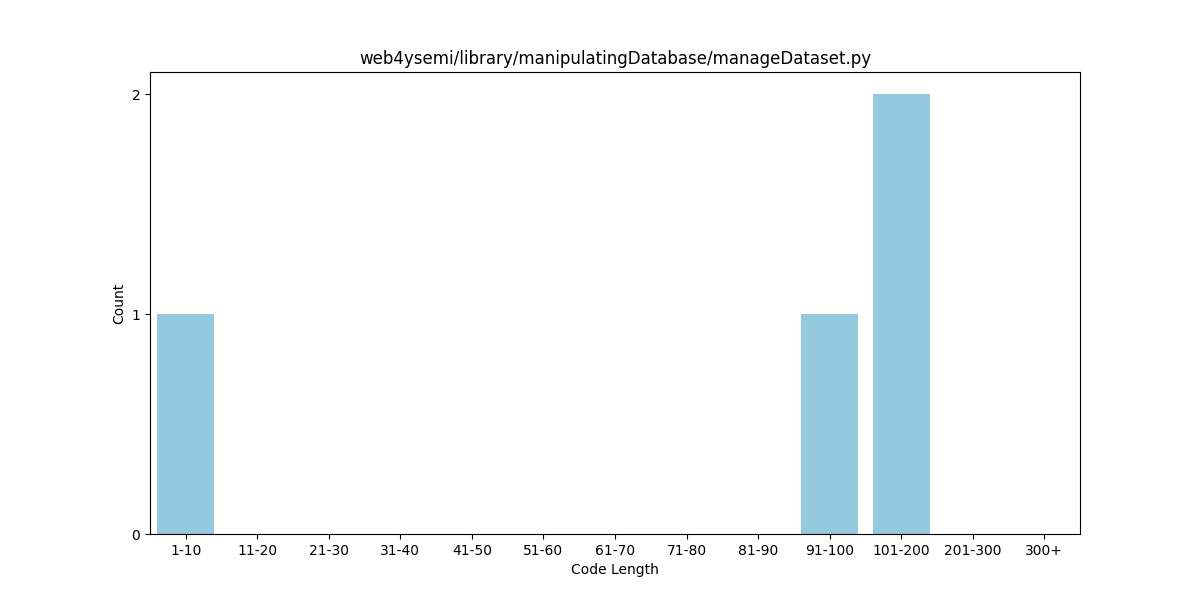 web4ysemi/library/manipulatingDatabase/manageDataset.py
2
1
0
Count
1-10 11-20 21-30 31-40 41-50 51-60 61-70 71-80 81-90 91-100 101-200 201-300 300+
Code Length